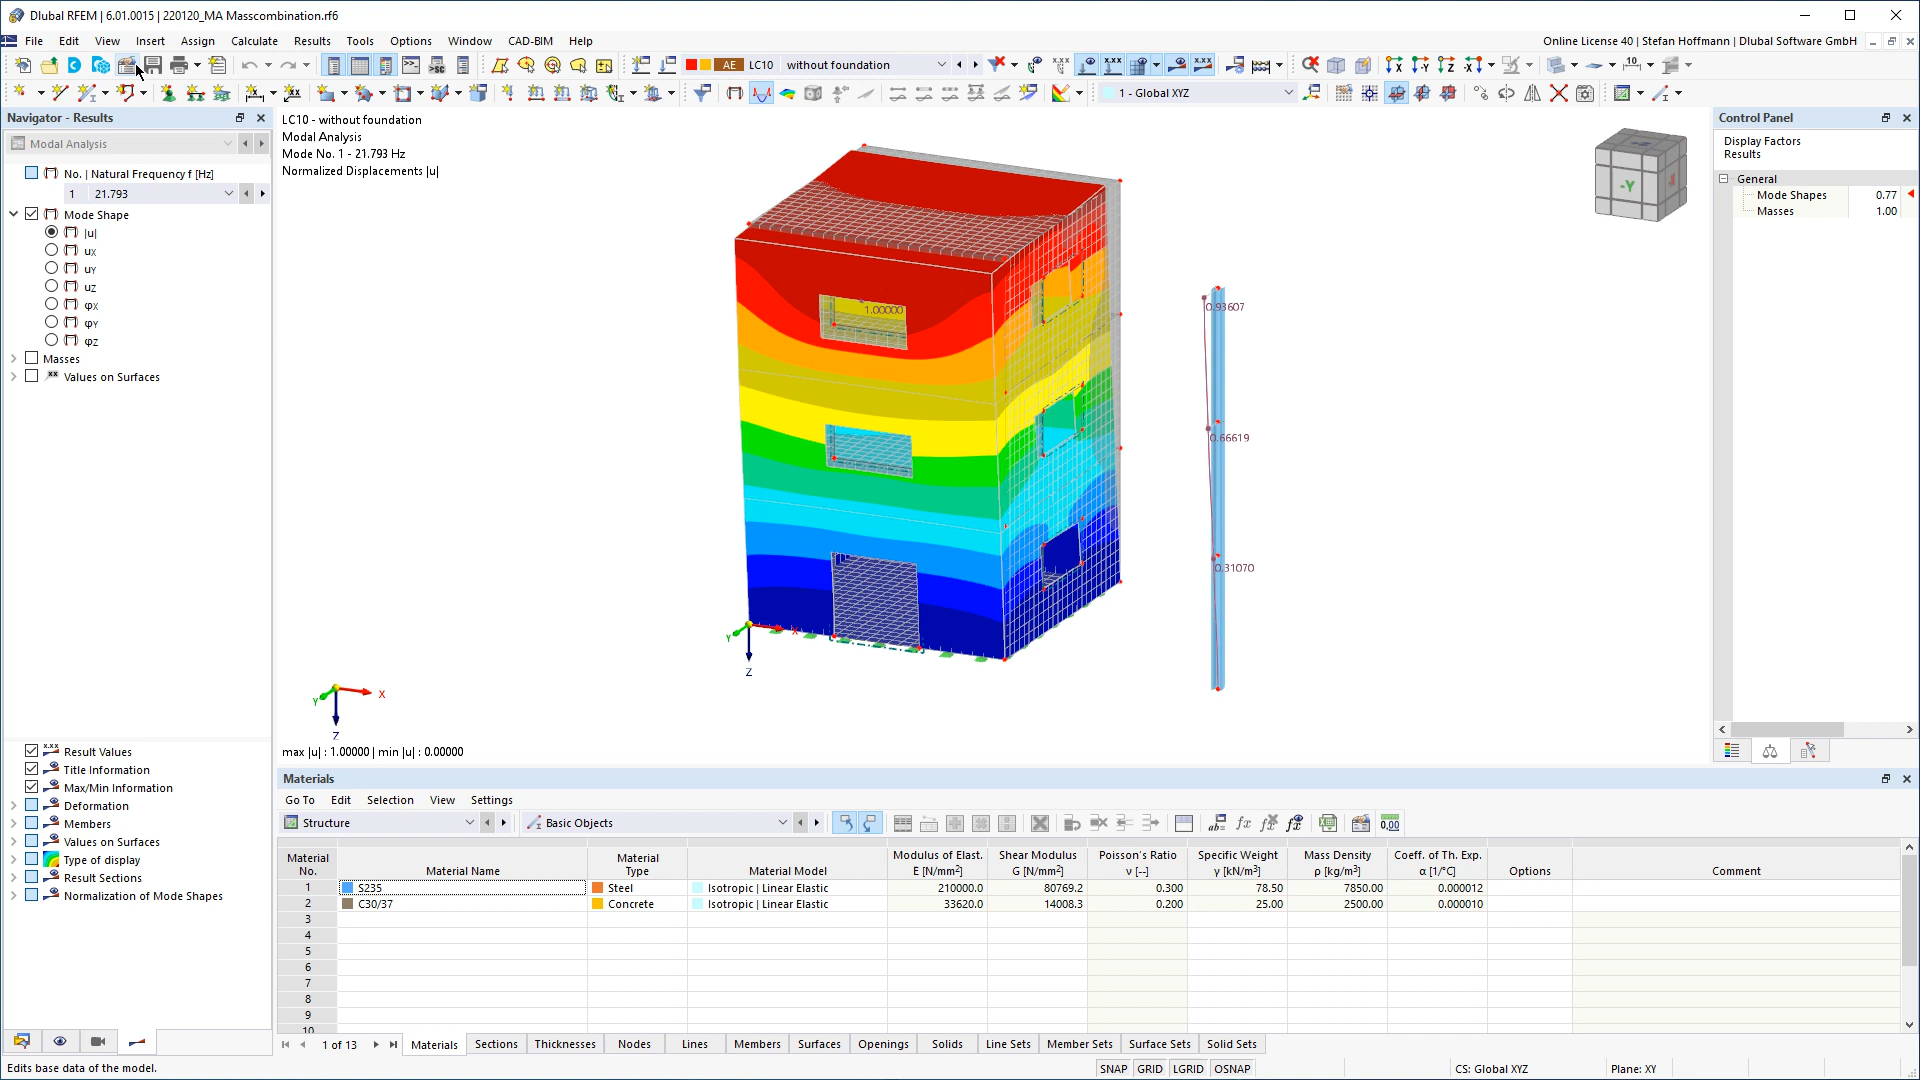 Dlubal RFEM | 6.01.0015 | 220120_MA Masscombination.rf6
File Edit View Insert Assign Calculate Results Tools Options Window CAD-BIM Help
Online License 40 | Stefan Hoffmann | Dlubal Software GmbH
AE LC10 without foundation
1 - Global XYZ
Navigator - Results
Modal Analysis
No. | Natural Frequency f [Hz]
1 21.793
Mode Shape
|u|
uX
uY
uZ
φX
φY
φZ
Masses
Values on Surfaces
Result Values
Title Information
Max/Min Information
Deformation
Members
Values on Surfaces
Type of display
Result Sections
Normalization of Mode Shapes
LC10 - without foundation
Modal Analysis
Mode No. 1 - 21.793 Hz
Normalized Displacements |u|
1.00000
0.93607
0.66619
0.31070
X
Y
Z
X
Y
Z
-Y
X
max |u| : 1.00000 | min |u| : 0.00000
Control Panel
Display Factors
Results
General
Mode Shapes 0.77
Masses 1.00
Materials
Go To Edit Selection View Settings
Structure Basic Objects
Material No. Material Name Material Type Material Model Modulus of Elast. E [N/mm²] Shear Modulus G [N/mm²] Poisson's Ratio ν [--] Specific Weight γ [kN/m³] Mass Density ρ [kg/m³] Coeff. of Th. Exp. α [1/°C] Options Comment
1 S235 Steel Isotropic | Linear Elastic 210000.0 80769.2 0.300 78.50 7850.00 0.000012
2 C30/37 Concrete Isotropic | Linear Elastic 33620.0 14008.3 0.200 25.00 2500.00 0.000010
3
4
5
6
7
8
9
10
1 of 13 Materials Sections Thicknesses Nodes Lines Members Surfaces Openings Solids Line Sets Member Sets Surface Sets Solid Sets
Edits base data of the model.
SNAP GRID LGRID OSNAP
CS: Global XYZ
Plane: XY